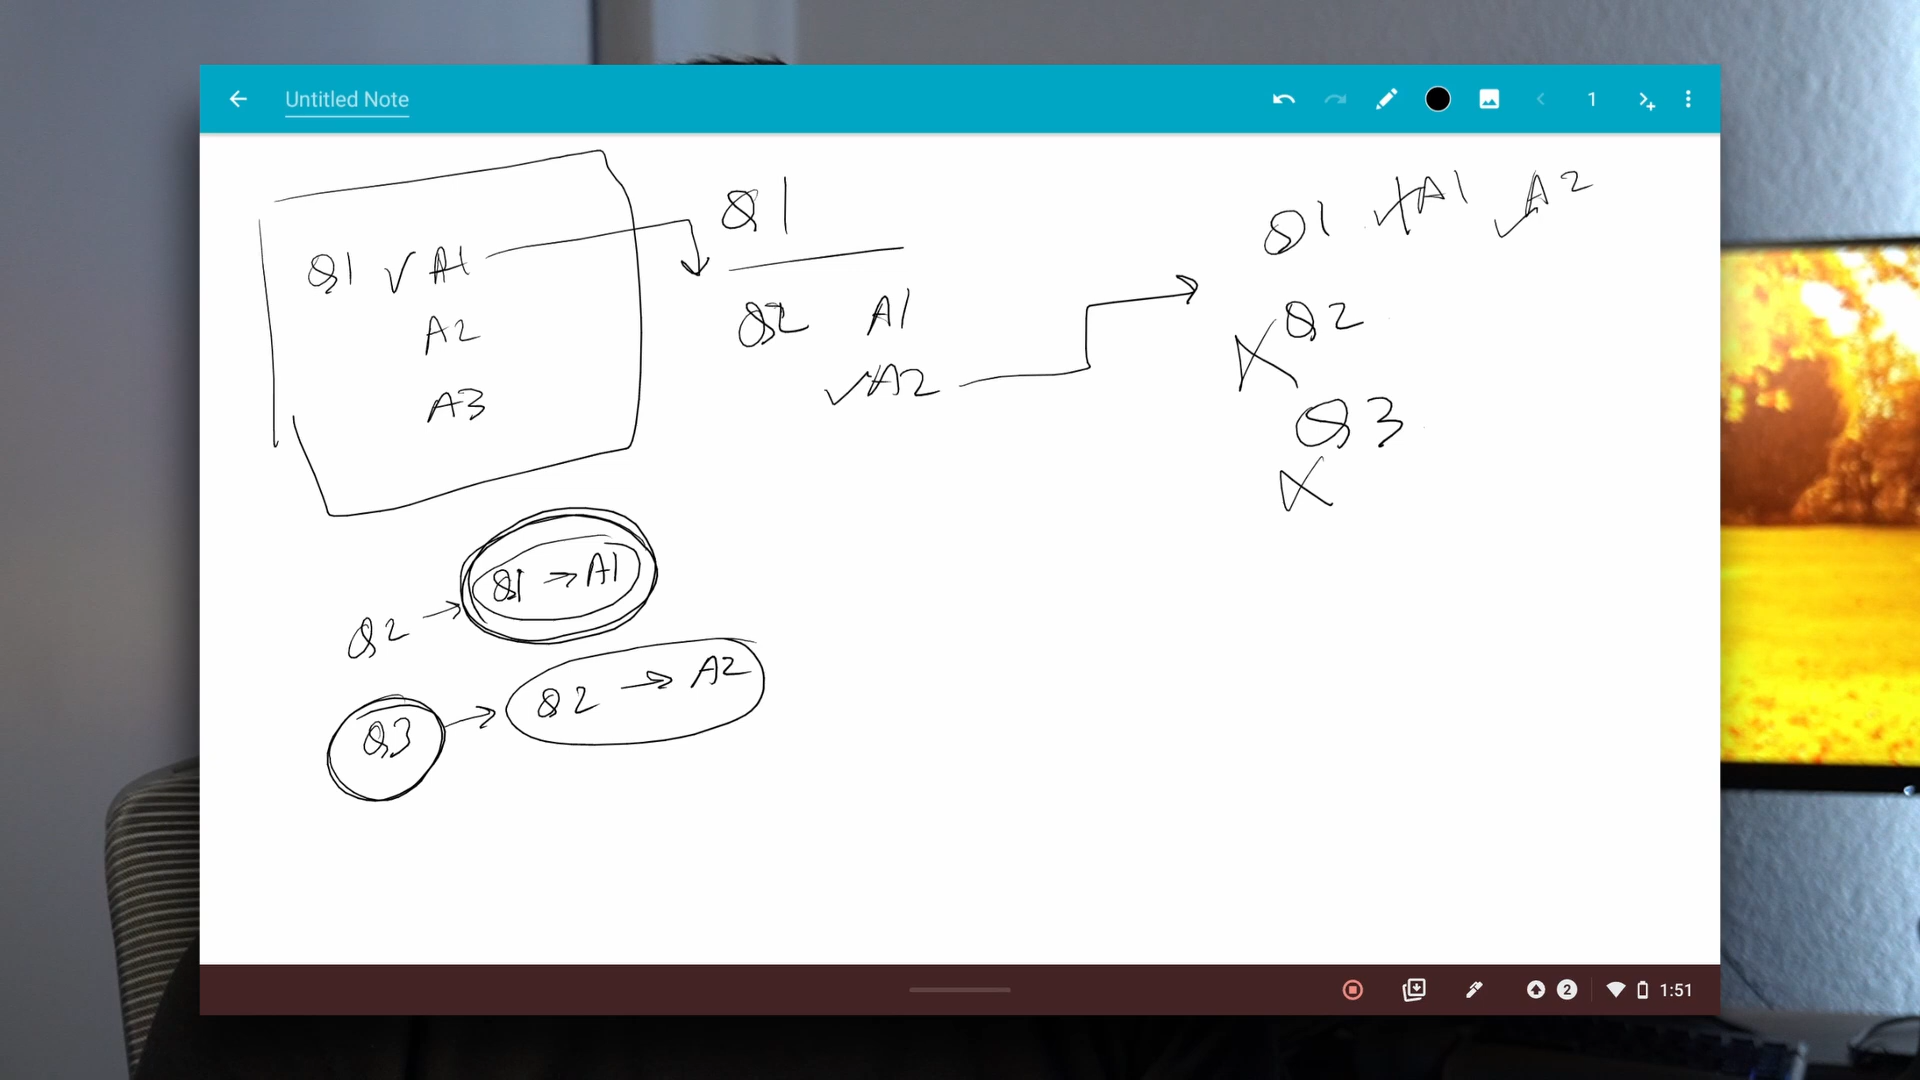 Untitled Note
1
Q1 ✓ A1
A2
A3
Q1
Q2 A1
✓A2
Q1 ✓A1 ✓A2
Q2
Q3
Q1 → A1
Q2 →
Q2 → A2
Q3 →
2 1:51